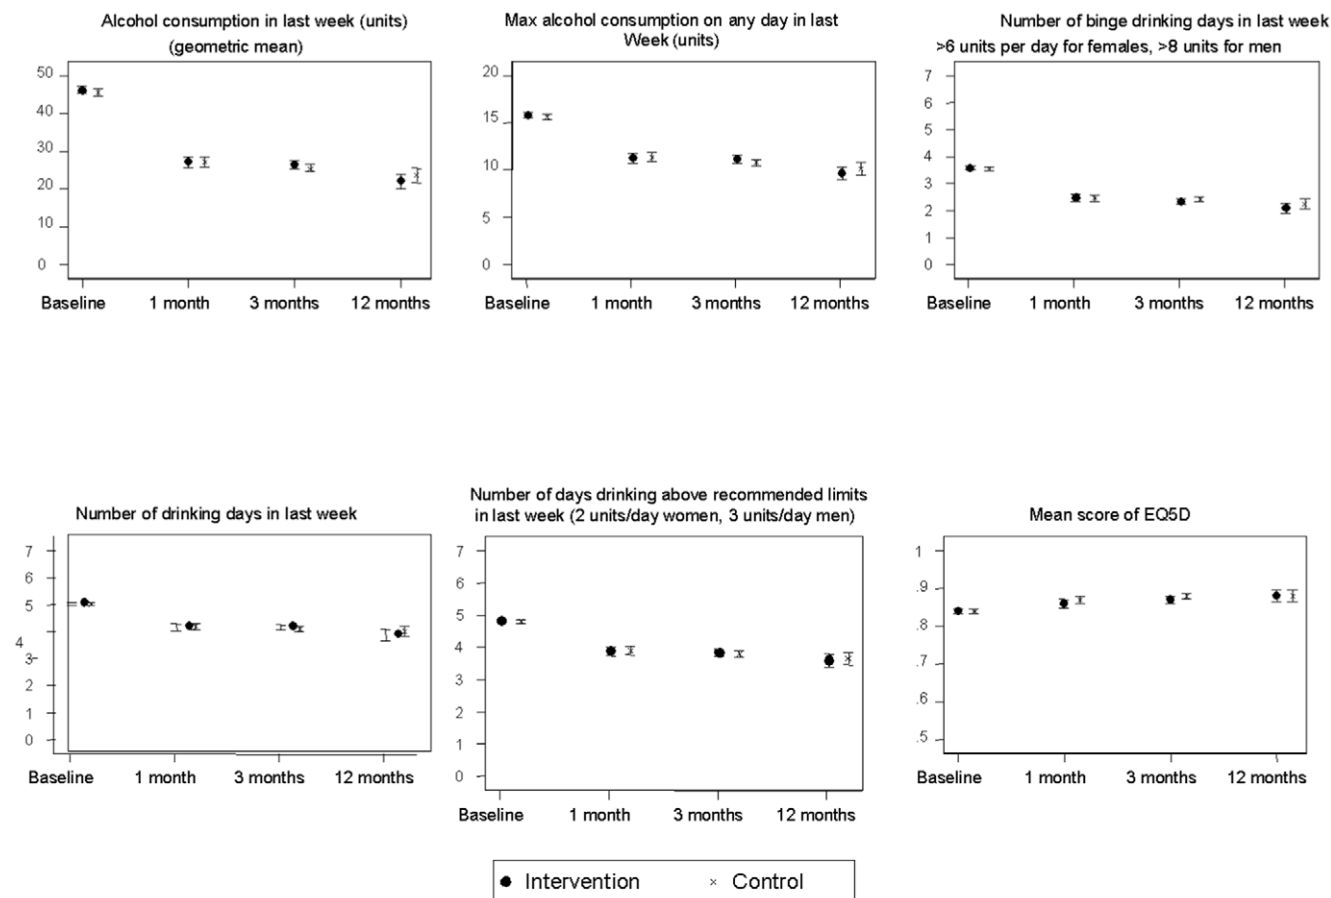 Alcohol consumption in last week (units)
(geometric mean)
50
40
30
20
10
0
Baseline 1 month 3 months 12 months
Max alcohol consumption on any day in last
Week (units)
20
15
10
5
0
Baseline 1 month 3 months 12 months
Number of binge drinking days in last week
>6 units per day for females, >8 units for men
7
6
5
4
3
2
1
0
Baseline 1 month 3 months 12 months
Number of drinking days in last week
7
6
5
4
3
2
1
0
Baseline 1 month 3 months 12 months
Number of days drinking above recommended limits
in last week (2 units/day women, 3 units/day men)
7
6
5
4
3
2
1
0
Baseline 1 month 3 months 12 months
Mean score of EQ5D
1
.9
.8
.7
.6
.5
Baseline 1 month 3 months 12 months
Intervention × Control